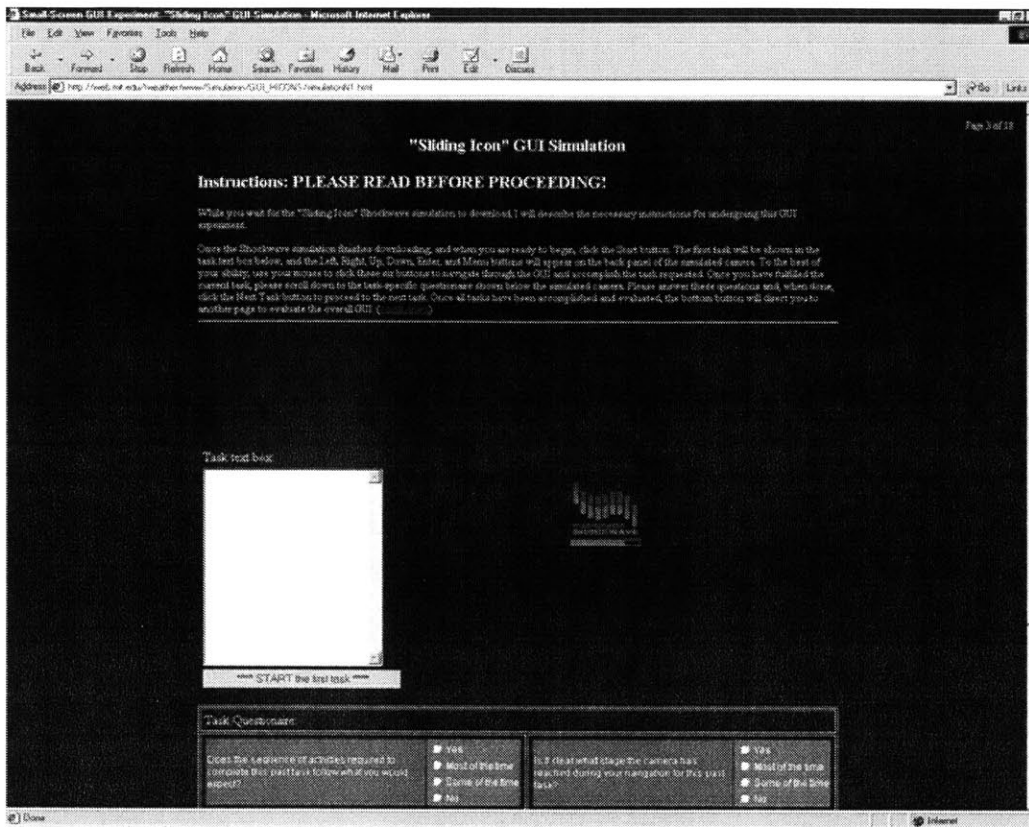 Small-Screen GUI Experiment: "Sliding Icon" GUI Simulation - Microsoft Internet Explorer
File Edit View Favorites Tools Help
Back Forward Stop Refresh Home Search Favorites History Mail Print Edit Discuss
Address Go Links
Page 3 of 18
"Sliding Icon" GUI Simulation
Instructions: PLEASE READ BEFORE PROCEEDING!
While you wait for the "Sliding Icon" Shockwave simulation to download, I will describe the necessary instructions for undergoing this GUI
experiment.
Once the Shockwave simulation finishes downloading, and when you are ready to begin, click the Start button. The first task will be shown in the
task text box below, and the Left, Right, Up, Down, Enter, and Menu buttons will appear on the back panel of the simulated camera. To the best of
your ability, use your mouse to click these six buttons to navigate through the GUI and accomplish the task requested. Once you have fulfilled the
current task, please scroll down to the task-specific questionnaire shown below the simulated camera. Please answer these questions and, when done,
click the Next Task button to proceed to the next task. Once all tasks have been accomplished and evaluated, the bottom button will direct you to
another page to evaluate the overall GUI.
Task text box
SHOCKWAVE
**** START the first task ****
Task Questionaire:
Does the sequence of activities required to
complete this past task follow what you would
expect?
Yes
Most of the time
Some of the time
No
Is it clear what stage the camera has
reached during your navigation for this past
task?
Yes
Most of the time
Some of the time
No
Done Internet